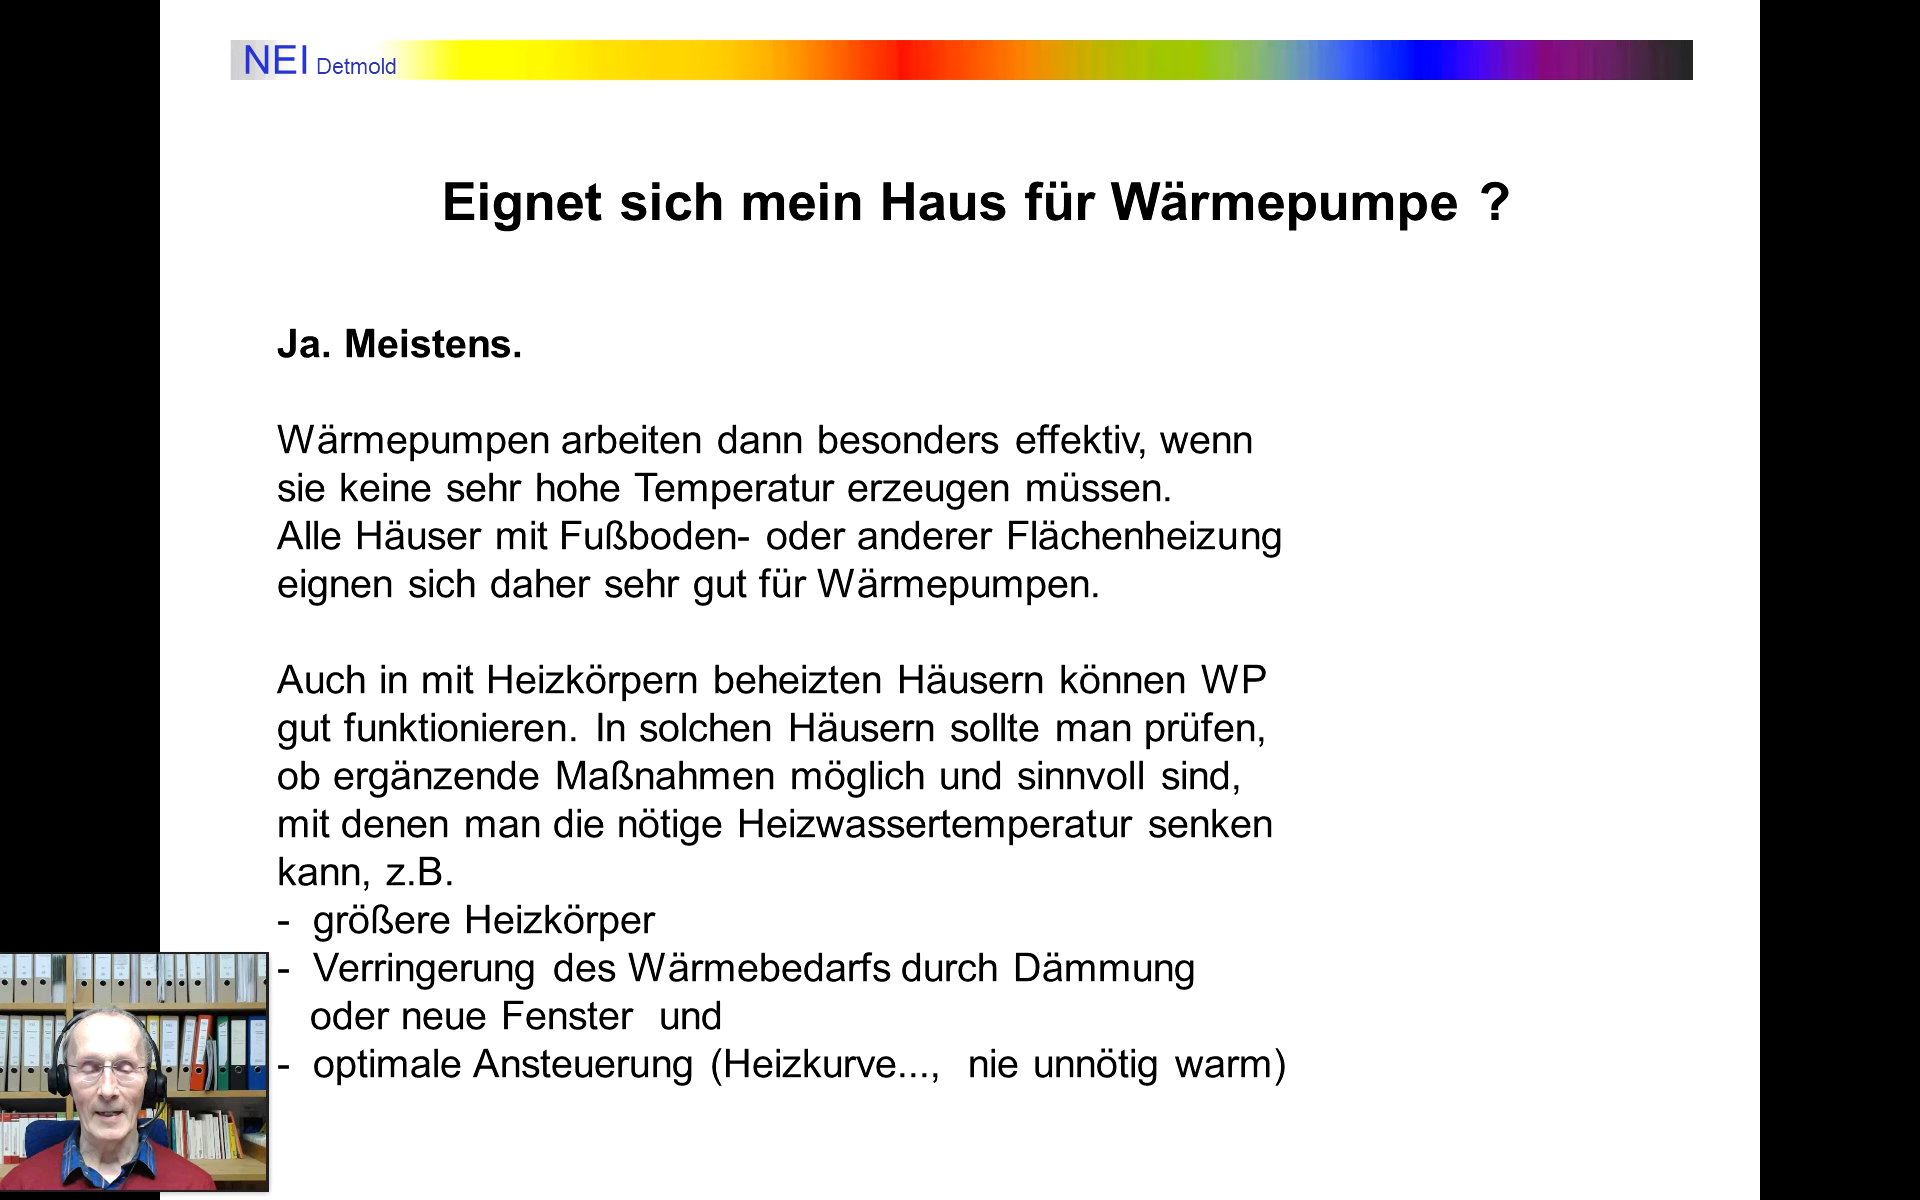 NEI Detmold
Eignet sich mein Haus für Wärmepumpe ?
Ja. Meistens.
Wärmepumpen arbeiten dann besonders effektiv, wenn
sie keine sehr hohe Temperatur erzeugen müssen.
Alle Häuser mit Fußboden- oder anderer Flächenheizung
eignen sich daher sehr gut für Wärmepumpen.
Auch in mit Heizkörpern beheizten Häusern können WP
gut funktionieren. In solchen Häusern sollte man prüfen,
ob ergänzende Maßnahmen möglich und sinnvoll sind,
mit denen man die nötige Heizwassertemperatur senken
kann, z.B.
- größere Heizkörper
- Verringerung des Wärmebedarfs durch Dämmung
oder neue Fenster und
- optimale Ansteuerung (Heizkurve..., nie unnötig warm)